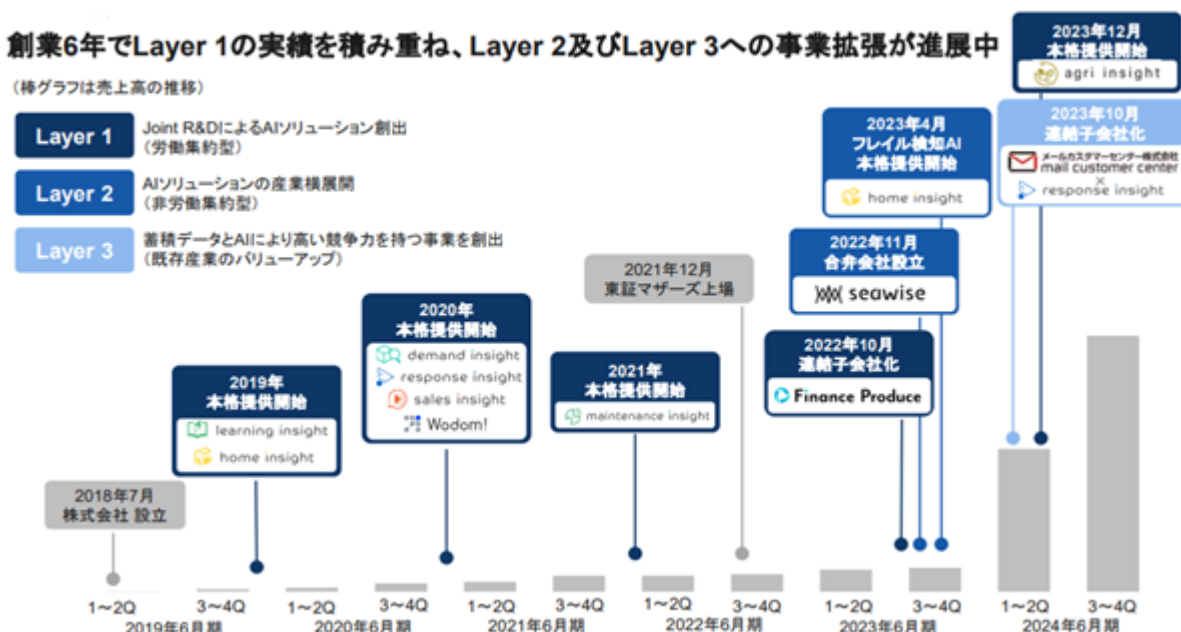 創業6年でLayer 1の実績を積み重ね、Layer 2及びLayer 3への事業拡張が進展中
(棒グラフは売上高の推移)
Layer 1
Joint R&DによるAIソリューション創出
(労働集約型)
Layer 2
AIソリューションの産業横展開
(非労働集約型)
Layer 3
蓄積データとAIにより高い競争力を持つ事業を創出
(既存産業のバリューアップ)
2018年7月
株式会社 設立
2019年
本格提供開始
learning insight
home insight
2020年
本格提供開始
demand insight
response insight
sales insight
Wodom!
2021年
本格提供開始
maintenance insight
2021年12月
東証マザーズ上場
2022年10月
連結子会社化
Finance Produce
2022年11月
合弁会社設立
seawise
2023年4月
フレイル検知AI
本格提供開始
home insight
2023年10月
連結子会社化
メールカスタマーセンター株式会社
mail customer center
×
response insight
2023年12月
本格提供開始
agri insight
1～2Q
3～4Q
2019年6月期
1～2Q
3～4Q
2020年6月期
1～2Q
3～4Q
2021年6月期
1～2Q
3～4Q
2022年6月期
1～2Q
3～4Q
2023年6月期
1～2Q
3～4Q
2024年6月期